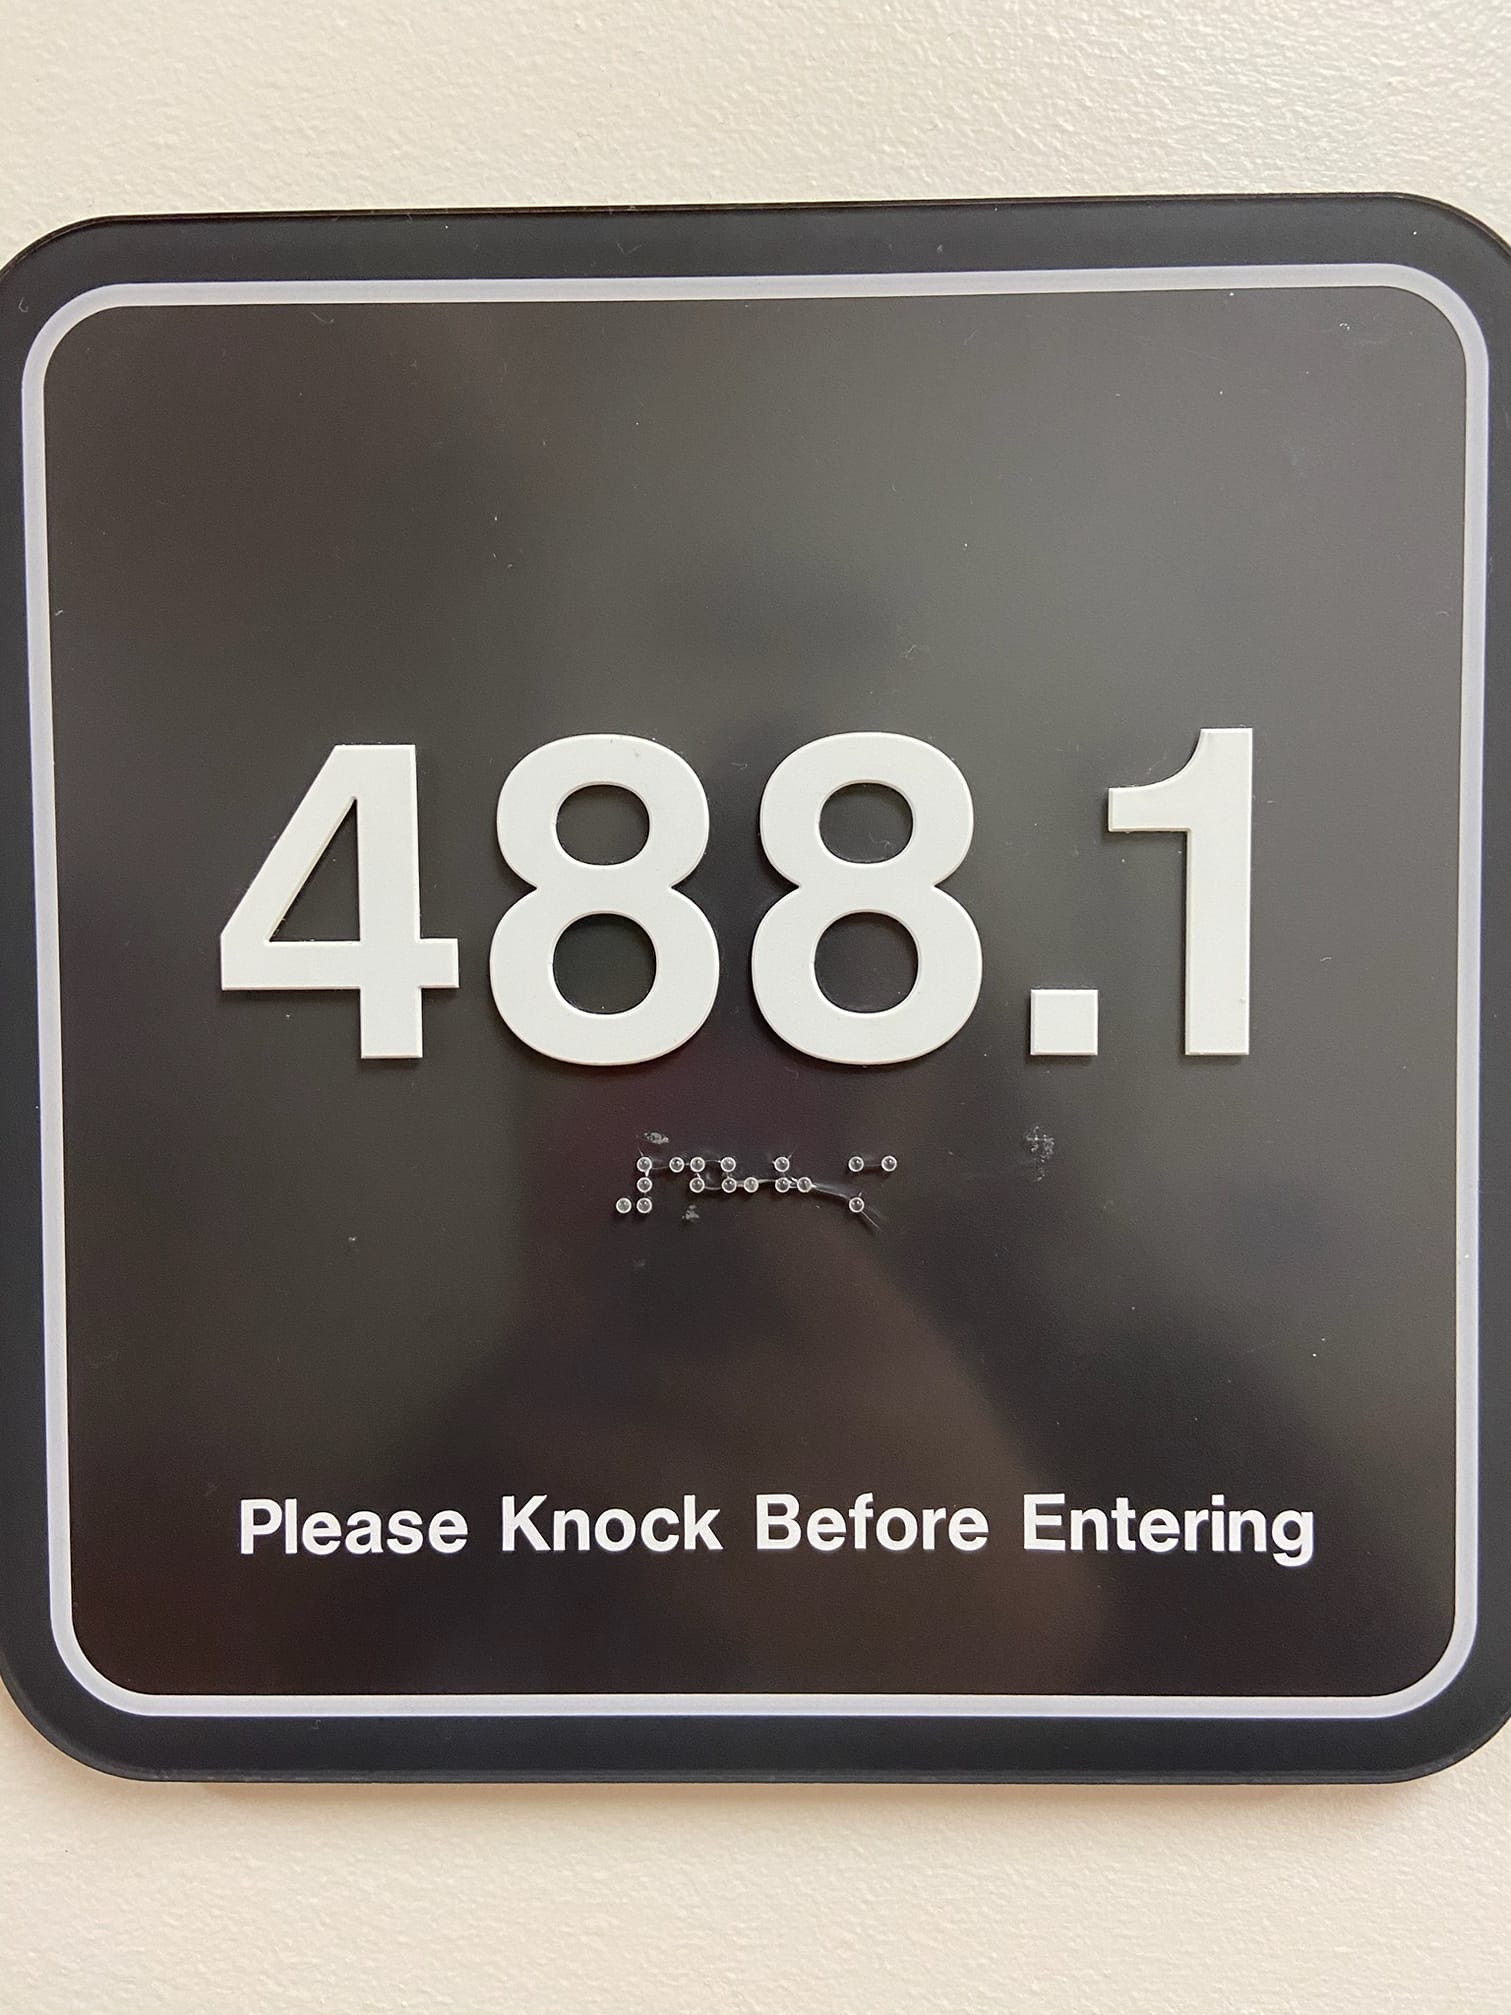 488.1
⠼⠙⠓⠓⠨⠁
Please Knock Before Entering